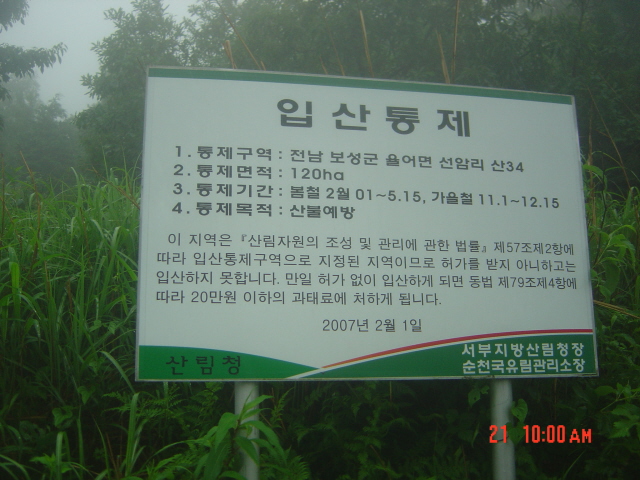 입산통제
1. 통제구역 : 전남 보성군 율어면 선암리 산34
2. 통제면적 : 120ha
3. 통제기간 : 봄철 2월 01~5.15, 가을철 11.1~12.15
4. 통제목적 : 산불예방
이 지역은 『산림자원의 조성 및 관리에 관한 법률』 제57조제2항에
따라 입산통제구역으로 지정된 지역이므로 허가를 받지 아니하고는
입산하지 못합니다. 만일 허가 없이 입산하게 되면 동법 제79조제4항에
따라 20만원 이하의 과태료에 처하게 됩니다.
2007년 2월 1일
산림청
서부지방산림청장
순천국유림관리소장
21 10:00AM